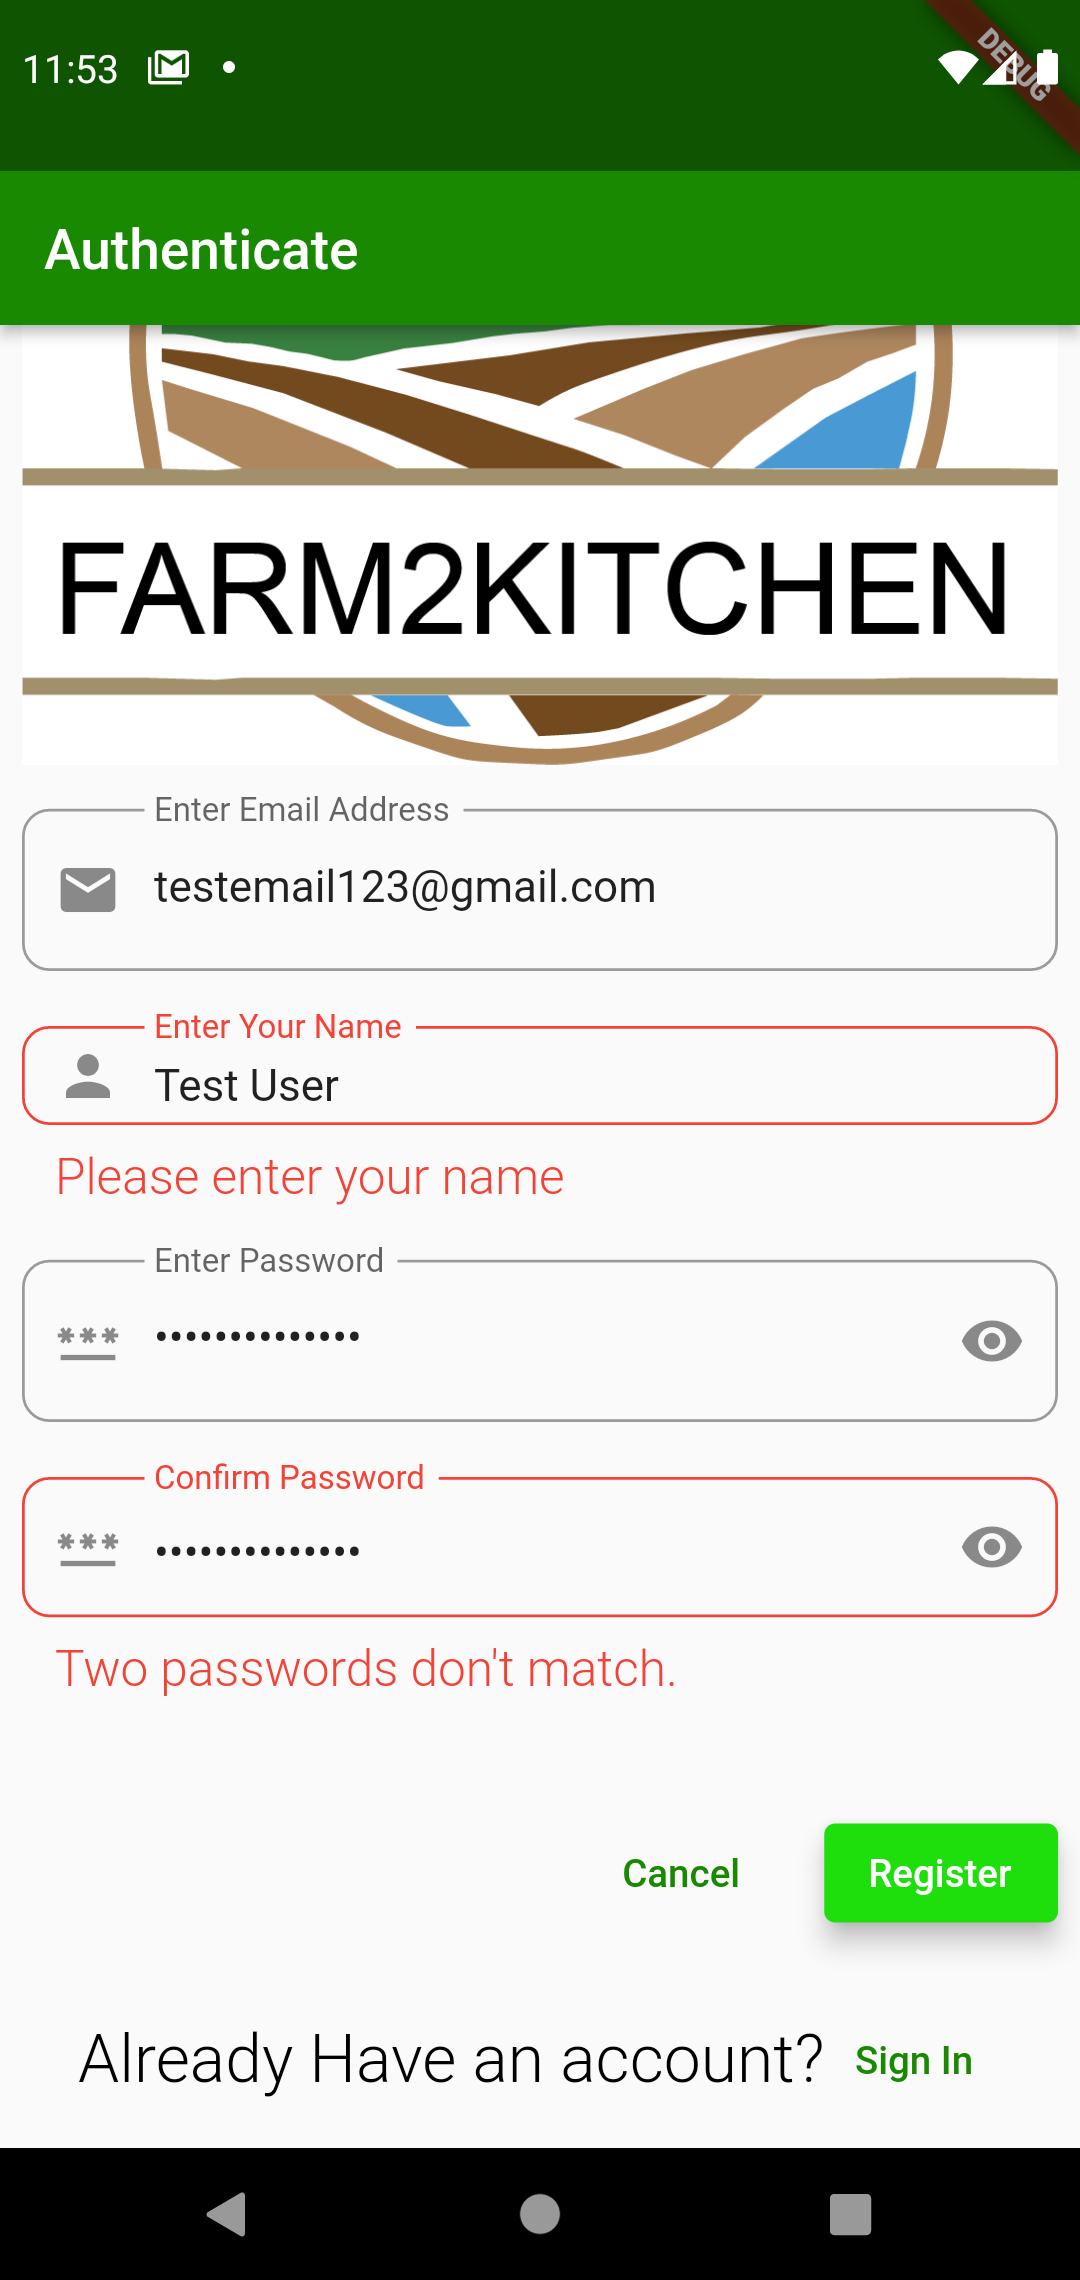 11:53
DEBUG
Authenticate
FARM2KITCHEN
Enter Email Address
testemail123@gmail.com
Enter Your Name
Test User
Please enter your name
Enter Password
••••••••••••••
Confirm Password
••••••••••••••
Two passwords don't match.
Cancel Register
Already Have an account? Sign In